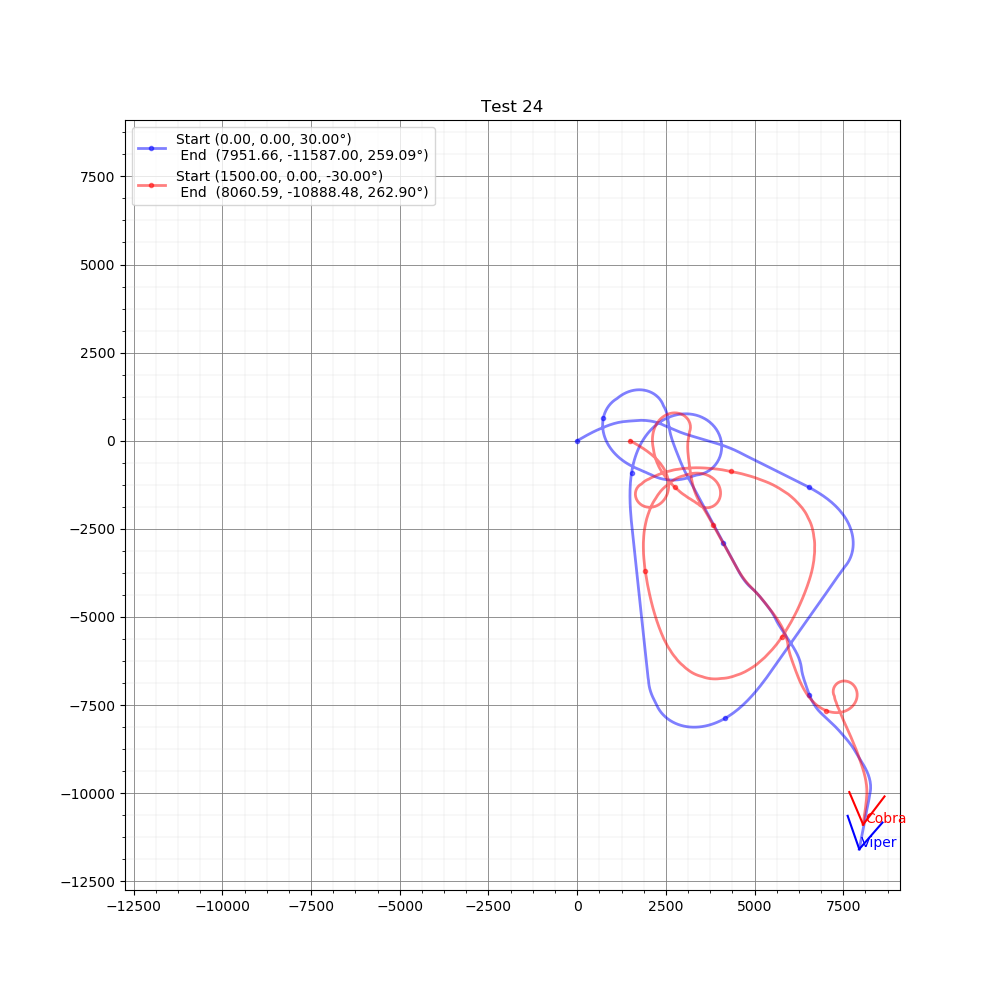 Test 24
Start (0.00, 0.00, 30.00°)
End (7951.66, -11587.00, 259.09°)
Start (1500.00, 0.00, -30.00°)
End (8060.59, -10888.48, 262.90°)
7500
5000
2500
0
−2500
−5000
−7500
−10000
−12500
Cobra
Viper
−12500 −10000 −7500 −5000 −2500 0 2500 5000 7500